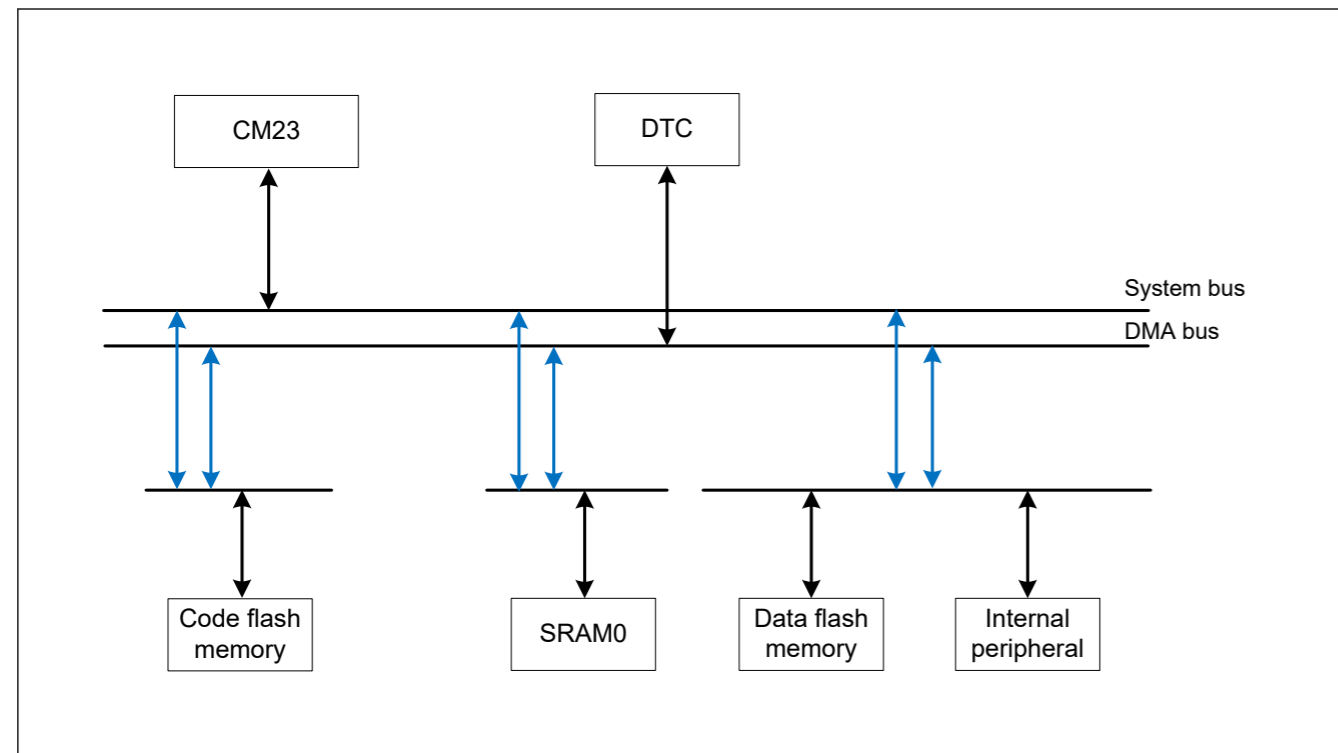 CM23
DTC
System bus
DMA bus
Code flash
memory
SRAM0
Data flash
memory
Internal
peripheral